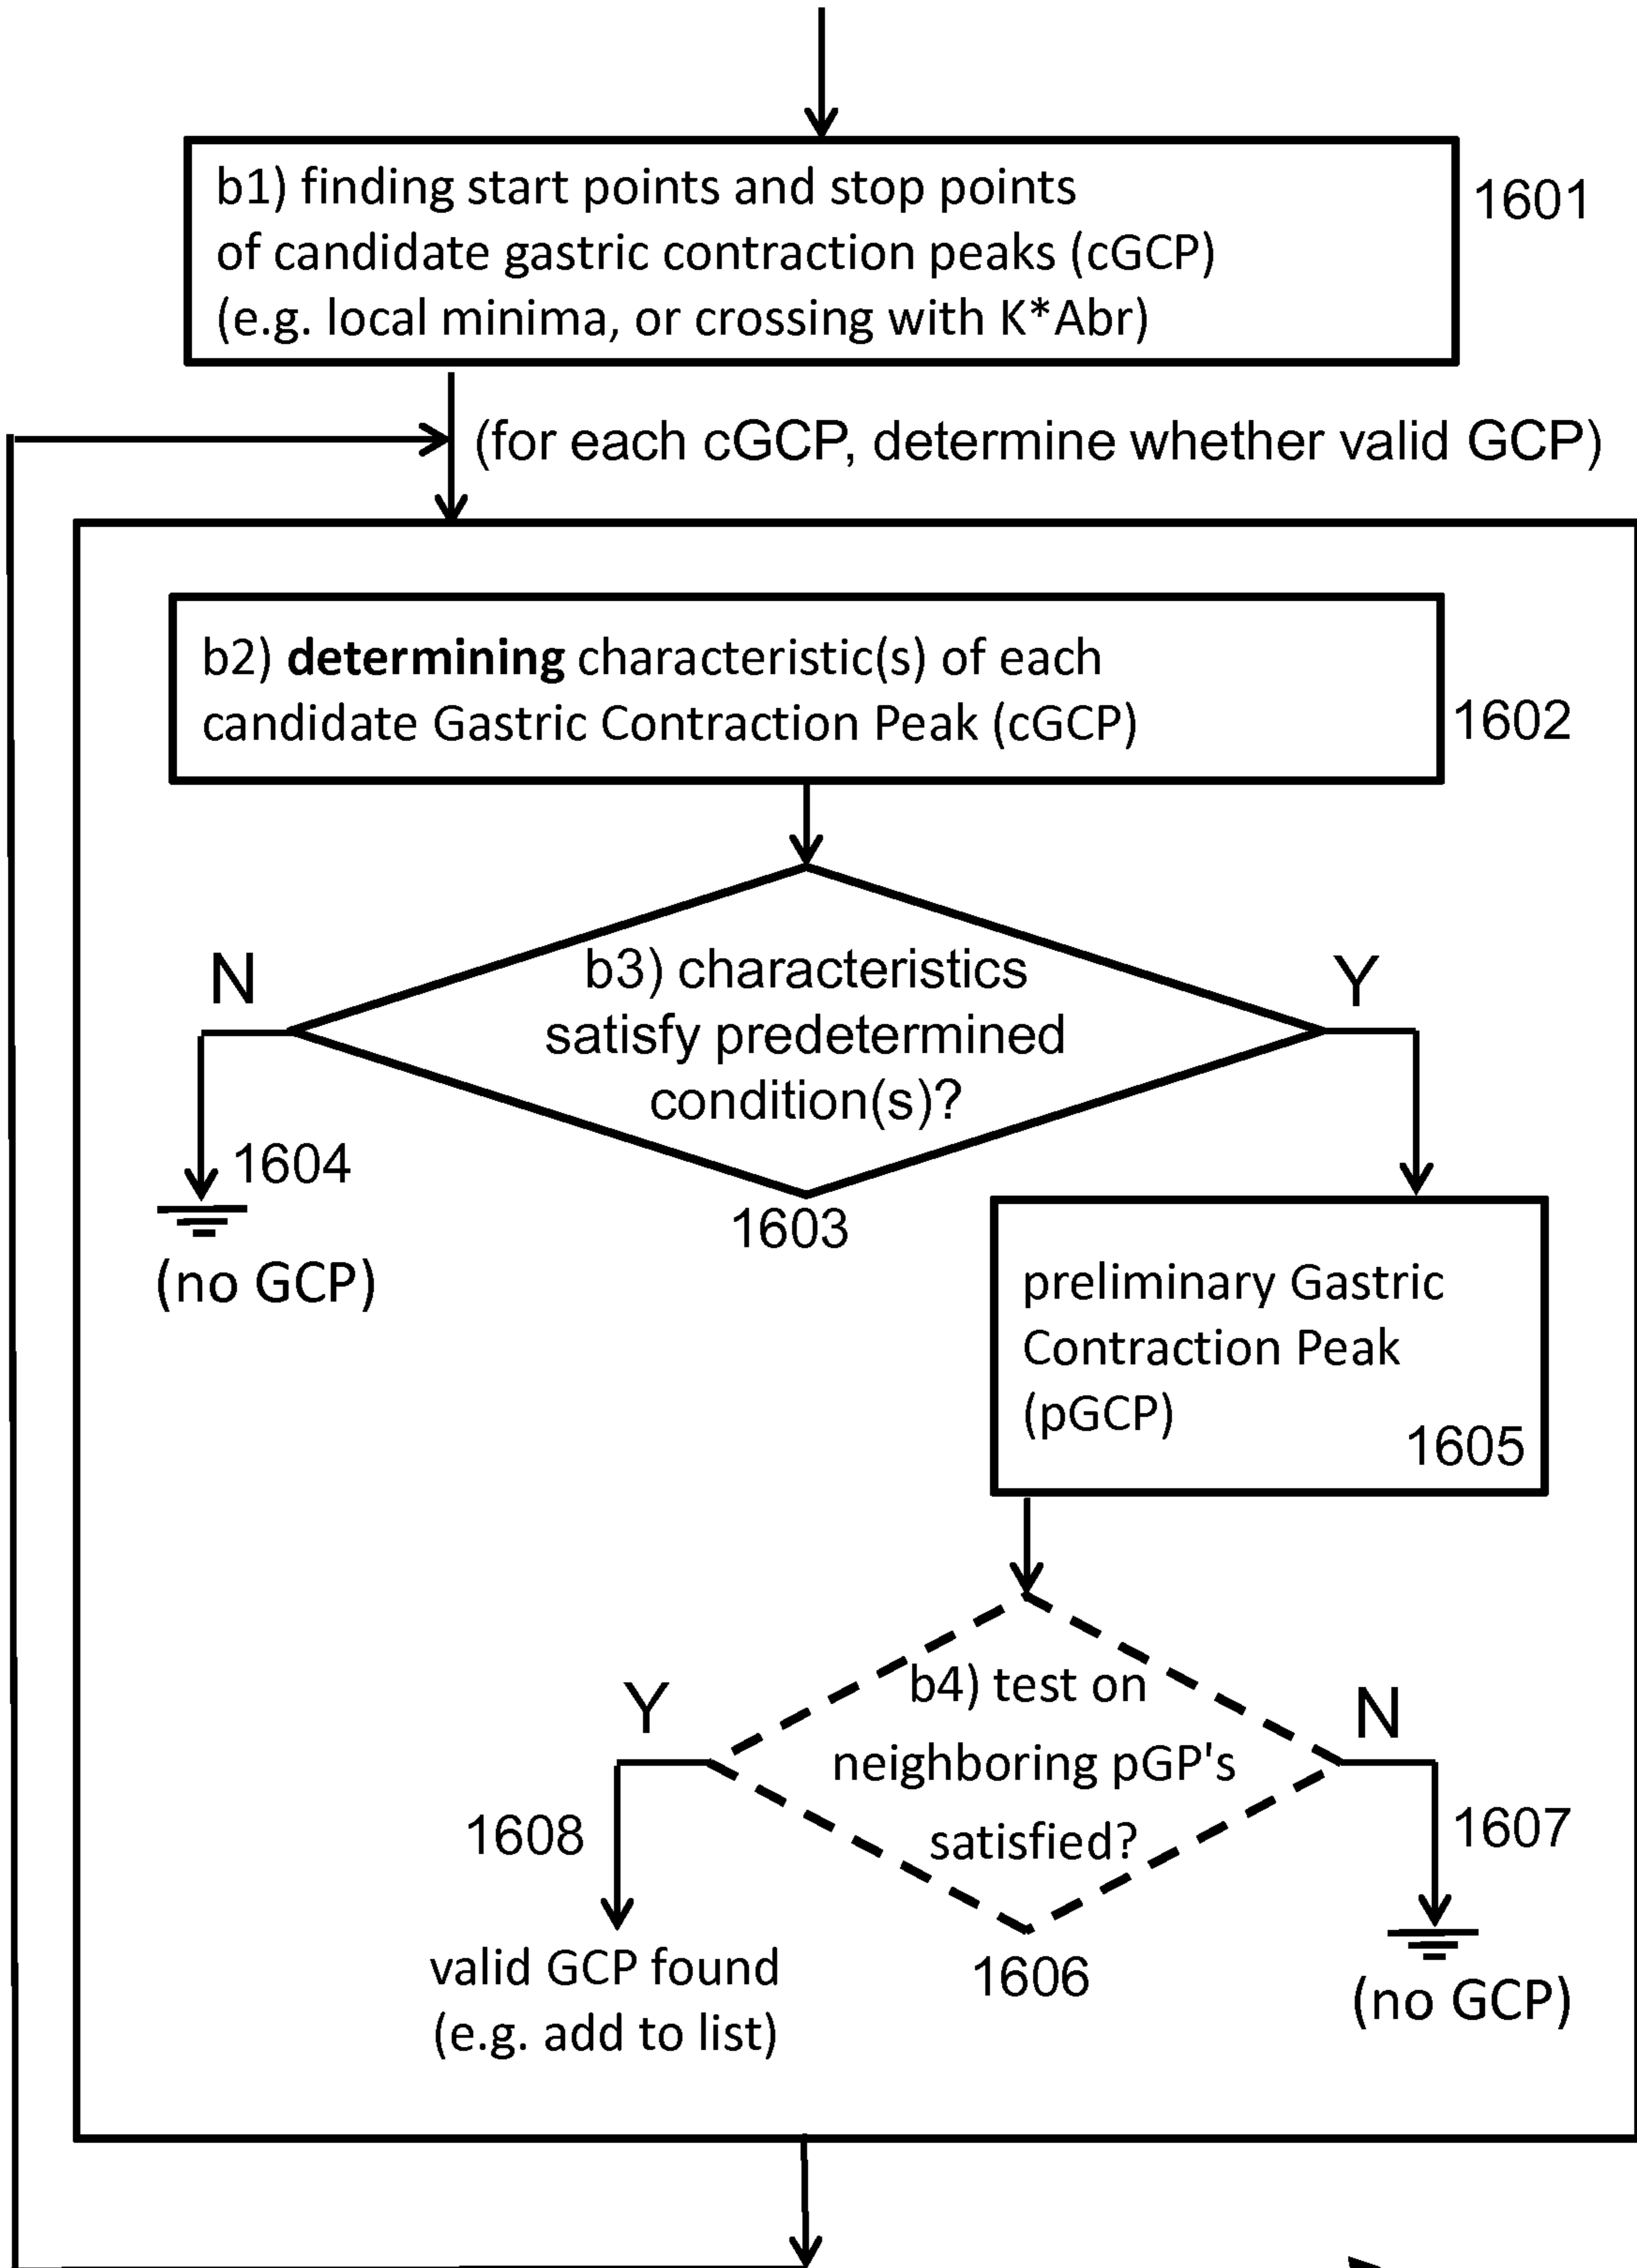 b1) finding start points and stop points
of candidate gastric contraction peaks (cGCP)
(e.g. local minima, or crossing with K*Abr)
1601
(for each cGCP, determine whether valid GCP)
b2) determining characteristic(s) of each
candidate Gastric Contraction Peak (cGCP)
1602
N
b3) characteristics
satisfy predetermined
condition(s)?
Y
1604
1603
(no GCP)
preliminary Gastric
Contraction Peak
(pGCP)
1605
Y
b4) test on
neighboring pGP's
satisfied?
N
1608
1607
valid GCP found
(e.g. add to list)
1606
(no GCP)